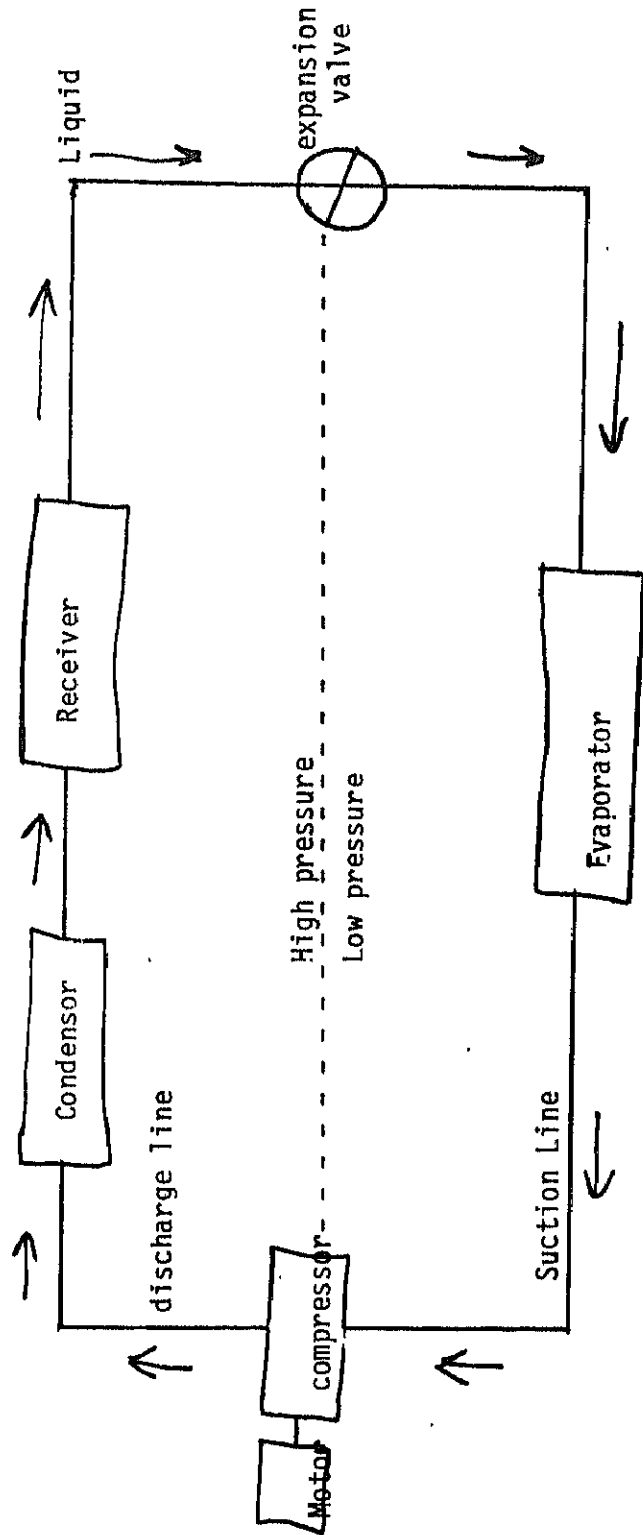 Liquid
expansion
valve
Receiver
Condensor
discharge line
High pressure
Low pressure
compressor
Motor
Suction Line
Evaporator